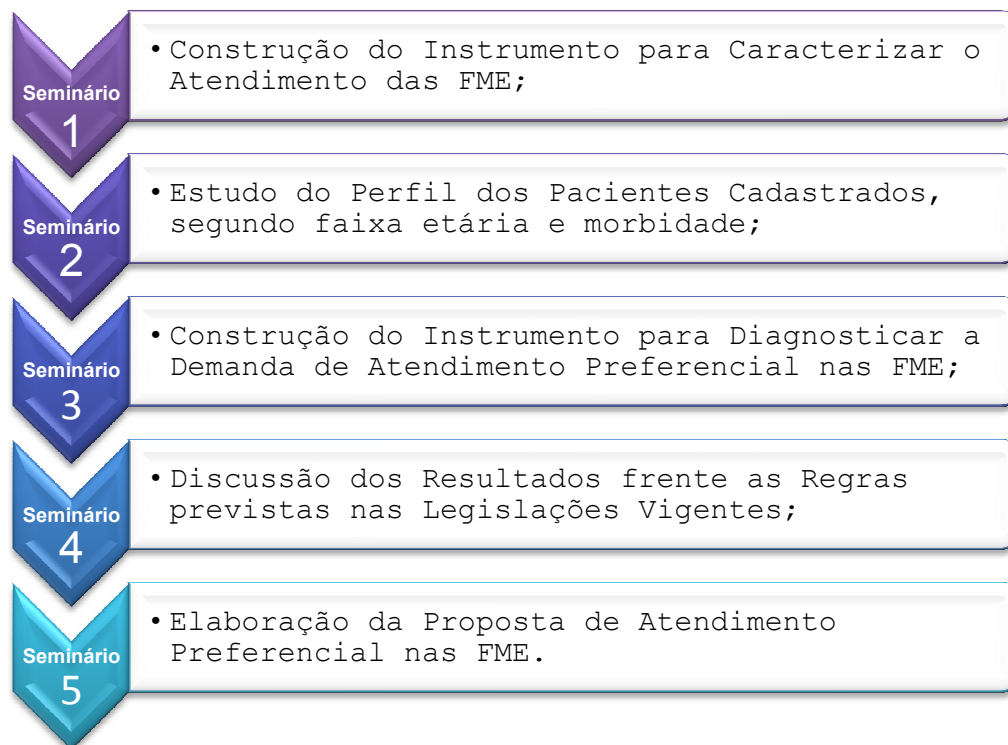 Seminário
1
• Construção do Instrumento para Caracterizar o
Atendimento das FME;
Seminário
2
• Estudo do Perfil dos Pacientes Cadastrados,
segundo faixa etária e morbidade;
Seminário
3
• Construção do Instrumento para Diagnosticar a
Demanda de Atendimento Preferencial nas FME;
Seminário
4
• Discussão dos Resultados frente as Regras
previstas nas Legislações Vigentes;
Seminário
5
• Elaboração da Proposta de Atendimento
Preferencial nas FME.